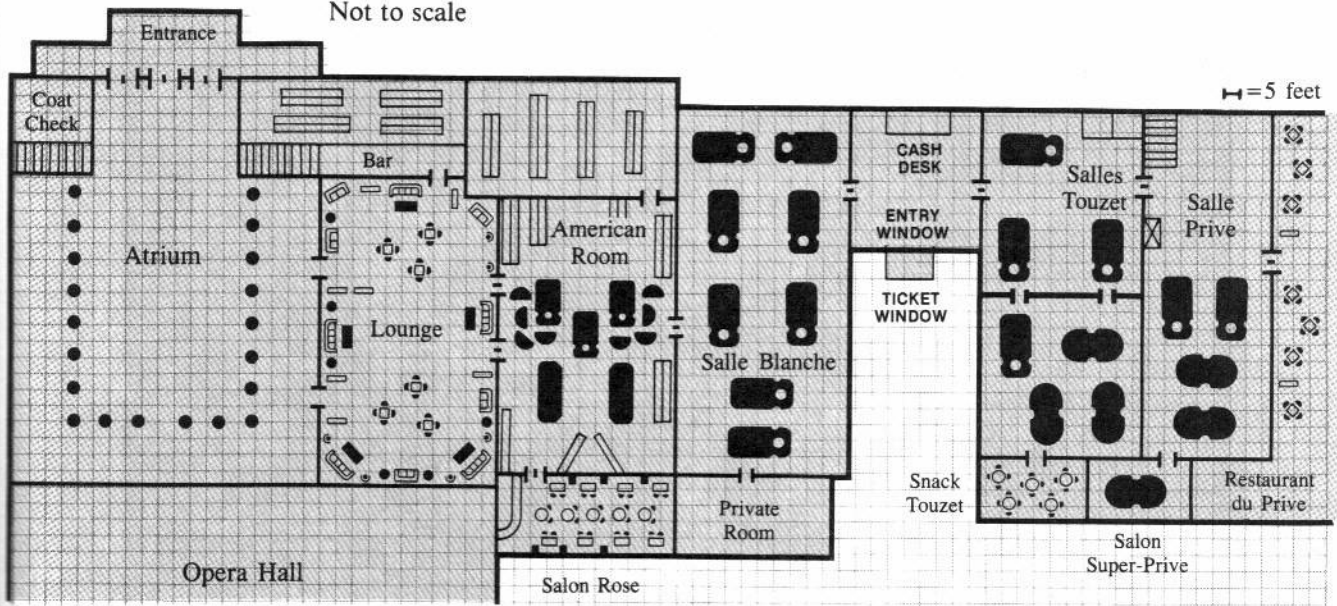 Not to scale
Entrance
= 5 feet
Coat
Check
Bar
CASH
DESK
Salles
Touzet
Salle
Prive
American
Room
ENTRY
WINDOW
Atrium
TICKET
WINDOW
Lounge
Salle Blanche
Snack
Touzet
Restaurant
du Prive
Private
Room
Salon
Super-Prive
Opera Hall
Salon Rose